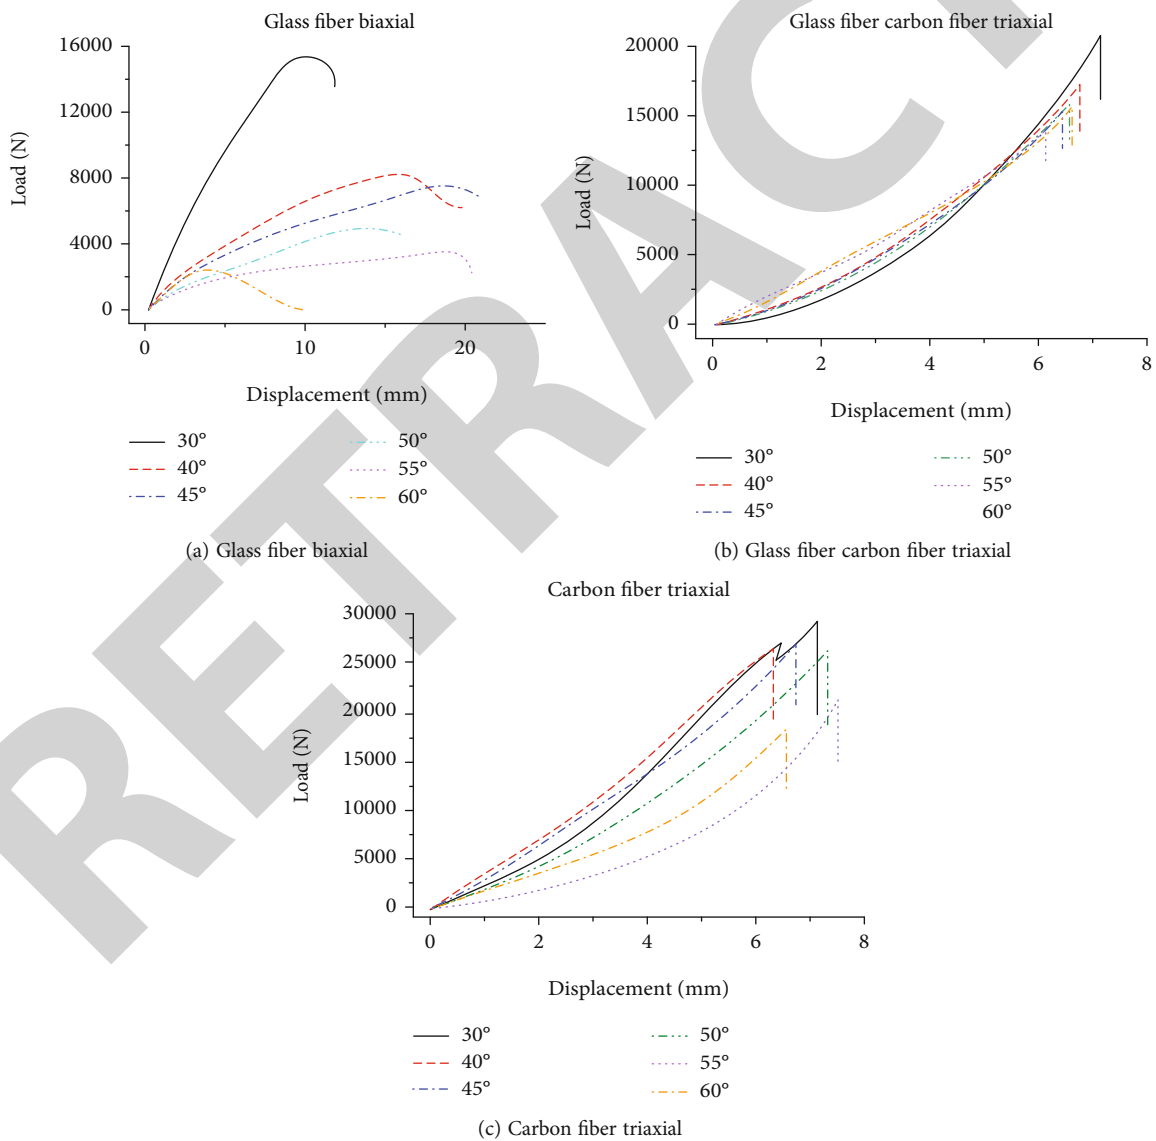 Glass fiber biaxial
16000
12000
8000
4000
0
Load (N)
0 10 20
Displacement (mm)
30° 50°
40° 55°
45° 60°
(a) Glass fiber biaxial
Glass fiber carbon fiber triaxial
20000
15000
10000
5000
0
Load (N)
0 2 4 6 8
Displacement (mm)
30° 50°
40° 55°
45° 60°
(b) Glass fiber carbon fiber triaxial
Carbon fiber triaxial
30000
25000
20000
15000
10000
5000
0
Load (N)
0 2 4 6 8
Displacement (mm)
30° 50°
40° 55°
45° 60°
(c) Carbon fiber triaxial
RETRAC